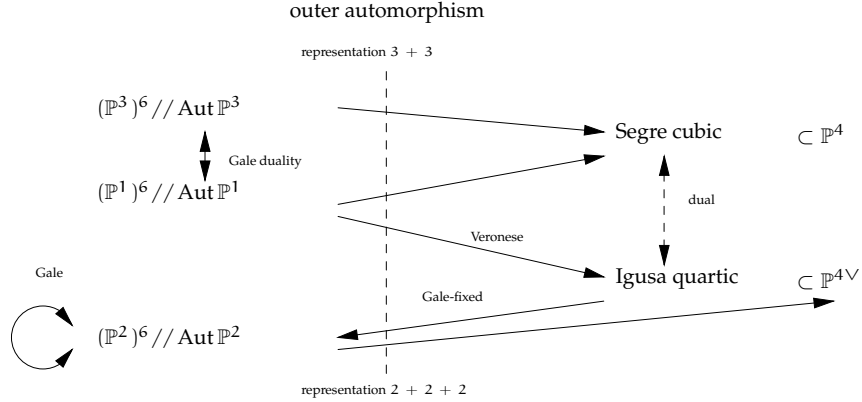 outer automorphism
representation 3 + 3
(ℙ³)⁶ // Aut ℙ³
Segre cubic ⊂ ℙ⁴
Gale duality
(ℙ¹)⁶ // Aut ℙ¹
dual
Veronese
Gale
Igusa quartic ⊂ ℙ⁴∨
Gale-fixed
(ℙ²)⁶ // Aut ℙ²
representation 2 + 2 + 2